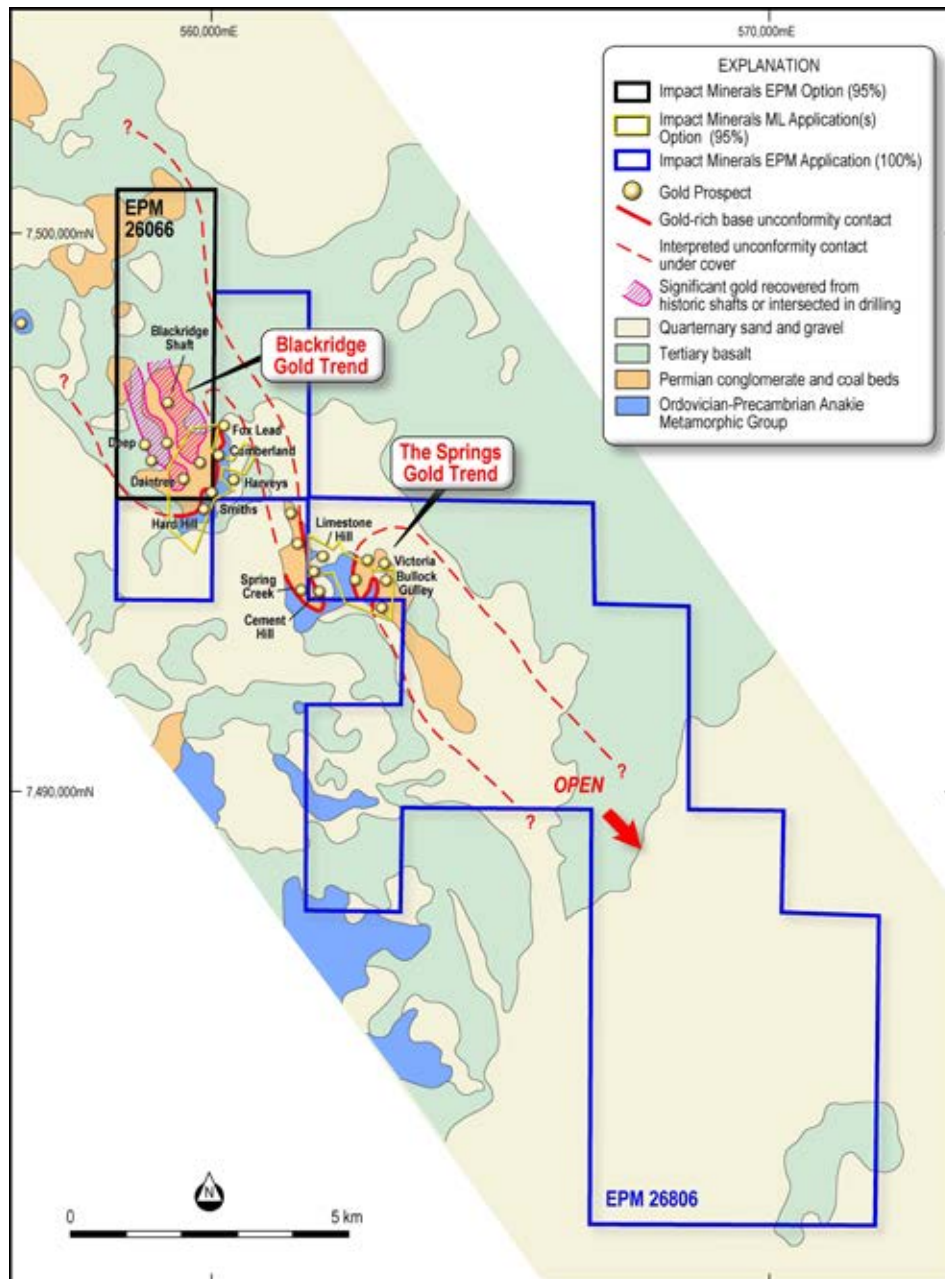 560,000mE
570,000mE
EXPLANATION
Impact Minerals EPM Option (95%)
Impact Minerals ML Application(s)
Option (95%)
Impact Minerals EPM Application (100%)
Gold Prospect
Gold-rich base unconformity contact
Interpreted unconformity contact
under cover
Significant gold recovered from
historic shafts or intersected in drilling
Quaternary sand and gravel
Tertiary basalt
Permian conglomerate and coal beds
Ordovician-Precambrian Anakie
Metamorphic Group
?
EPM
26066
7,500,000mN
Blackridge
Shaft
Blackridge
Gold Trend
?
Fox Lead
Deep
Cumberland
Daintree
Harveys
Hard Hill
Smiths
The Springs
Gold Trend
Limestone
Hill
Victoria
Bullock
Gulley
Spring
Creek
Cement
Hill
7,490,000mN
OPEN
?
?
N
0
5 km
EPM 26806